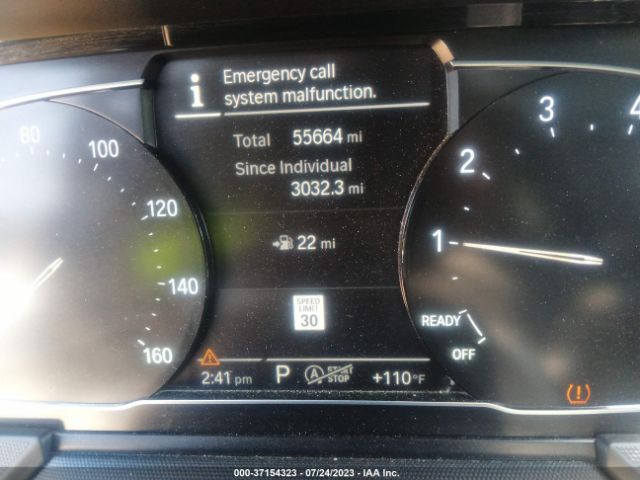 Emergency call
system malfunction.
Total 55664 mi
Since Individual
3032.3 mi
22 mi
SPEED
LIMIT
30
80
100
120
140
160
1
2
3
4
READY
OFF
2:41 pm P A START STOP +110°F
000-37154323 | 07/24/2023 | IAA Inc.